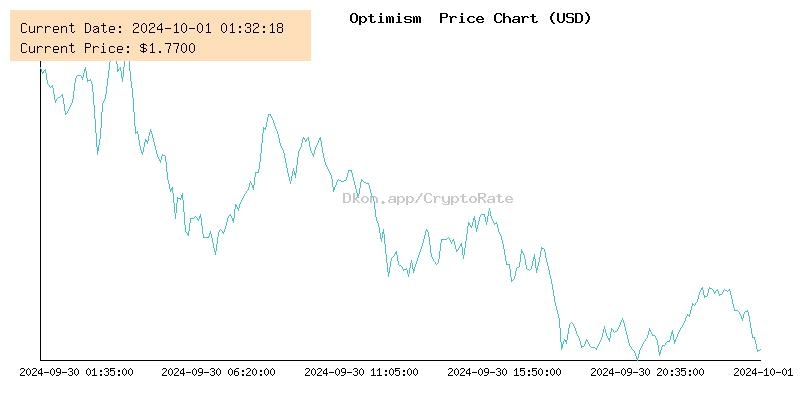 Optimism  Price Chart (USD)
Current Date: 2024-10-01 01:32:18
Current Price: $1.7700
Dkon.app/CryptoRate
2024-09-30 01:35:00 2024-09-30 06:20:00 2024-09-30 11:05:00 2024-09-30 15:50:00 2024-09-30 20:35:00 2024-10-01